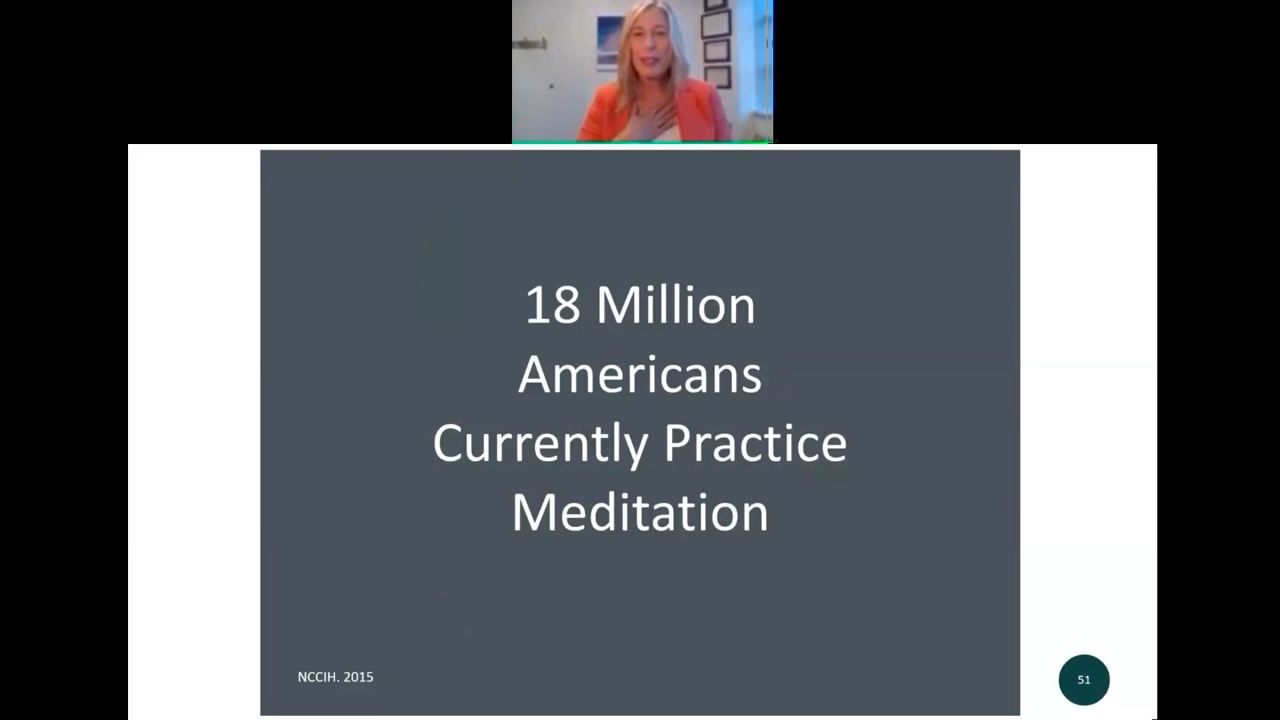 18 Million
Americans
Currently Practice
Meditation
NCCIH. 2015
51